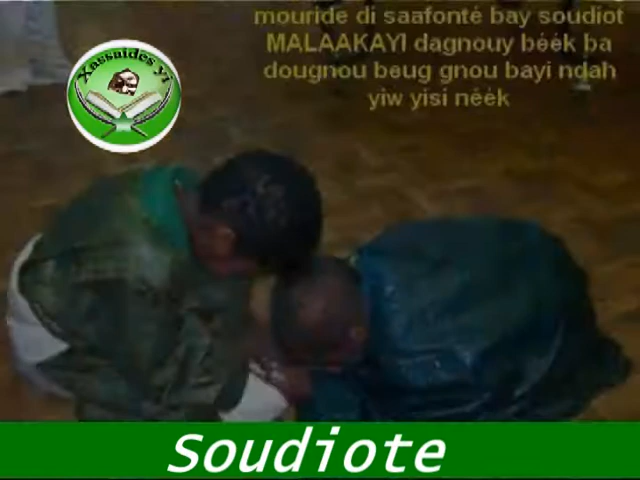 mouride di saafonté bay soudiot
MALAAKAYI dagnouy béék ba
dougnou beug gnou bayi ndah
yiw yisi néék
Xassaides yi
Soudiote